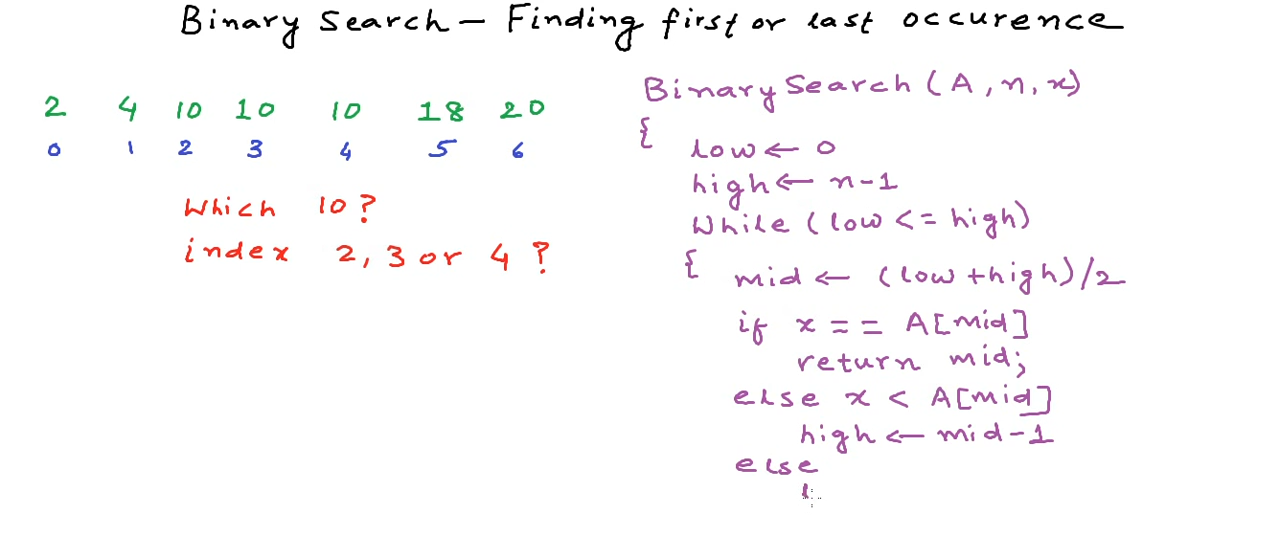 Binary Search - Finding first or last occurence
2 4 10 10 10 18 20
0 1 2 3 4 5 6
Which 10?
index 2, 3 or 4 ?
Binary Search (A, n, x)
{
low ← 0
high ← n-1
While (low <= high)
{ mid ← (low + high)/2
if x == A[mid]
return mid;
else x < A[mid]
high ← mid-1
else